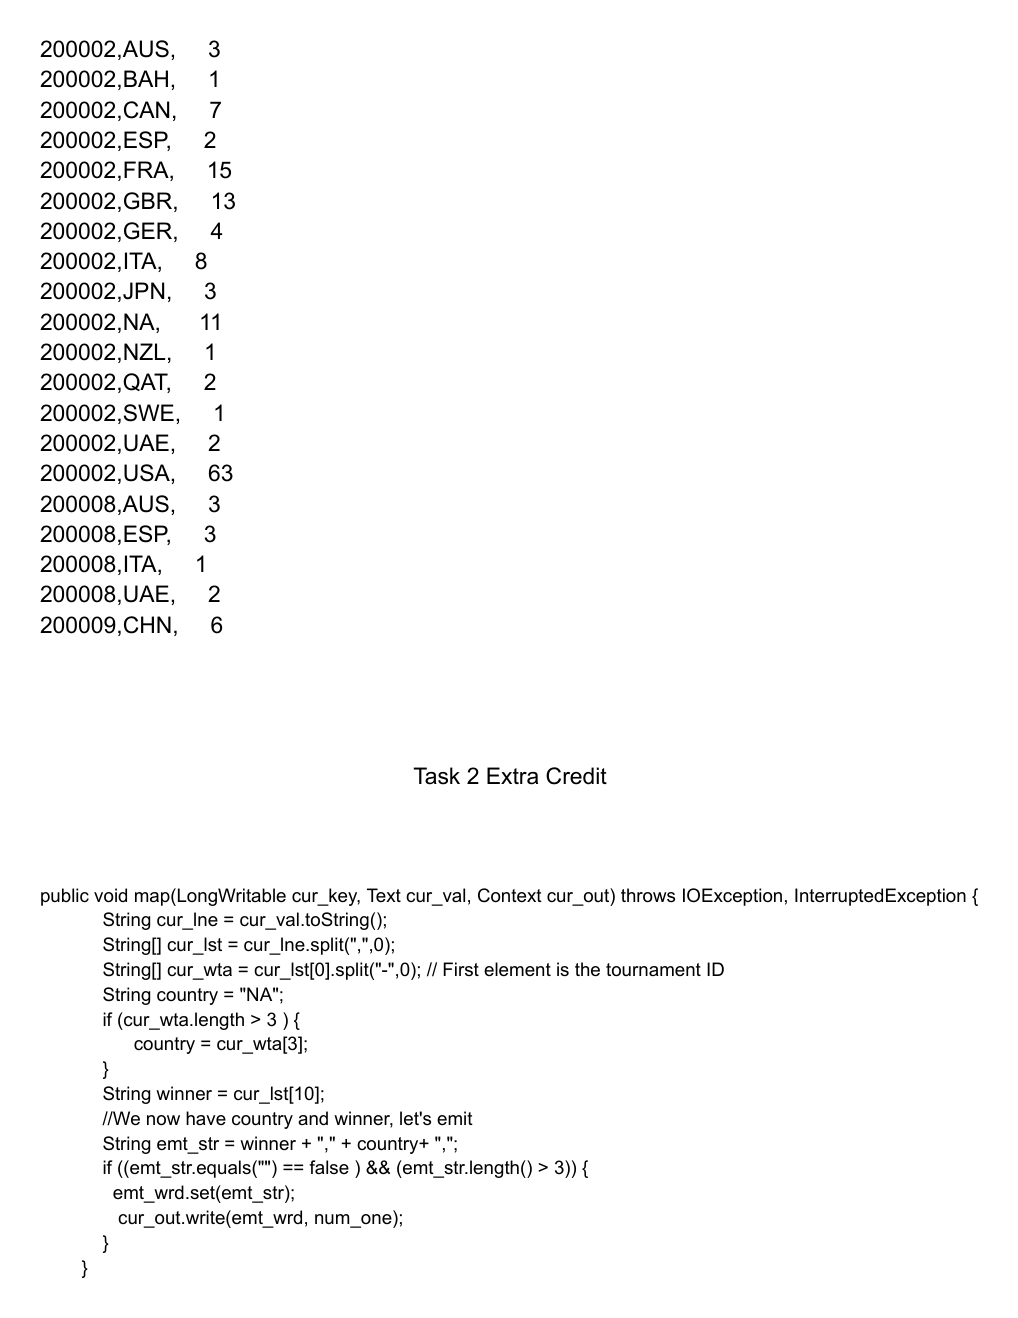 200002,AUS, 3
200002,BAH, 1
200002,CAN, 7
200002,ESP, 2
200002,FRA, 15
200002,GBR, 13
200002,GER, 4
200002,ITA, 8
200002,JPN, 3
200002,NA, 11
200002,NZL, 1
200002,QAT, 2
200002,SWE, 1
200002,UAE, 2
200002,USA, 63
200008,AUS, 3
200008,ESP, 3
200008,ITA, 1
200008,UAE, 2
200009,CHN, 6
Task 2 Extra Credit
public void map(LongWritable cur_key, Text cur_val, Context cur_out) throws IOException, InterruptedException {
String cur_lne = cur_val.toString();
String[] cur_lst = cur_lne.split(",",0);
String[] cur_wta = cur_lst[0].split("-",0); // First element is the tournament ID
String country = "NA";
if (cur_wta.length > 3 ) {
country = cur_wta[3];
}
String winner = cur_lst[10];
//We now have country and winner, let's emit
String emt_str = winner + "," + country+ ",";
if ((emt_str.equals("") == false ) && (emt_str.length() > 3)) {
emt_wrd.set(emt_str);
cur_out.write(emt_wrd, num_one);
}
}